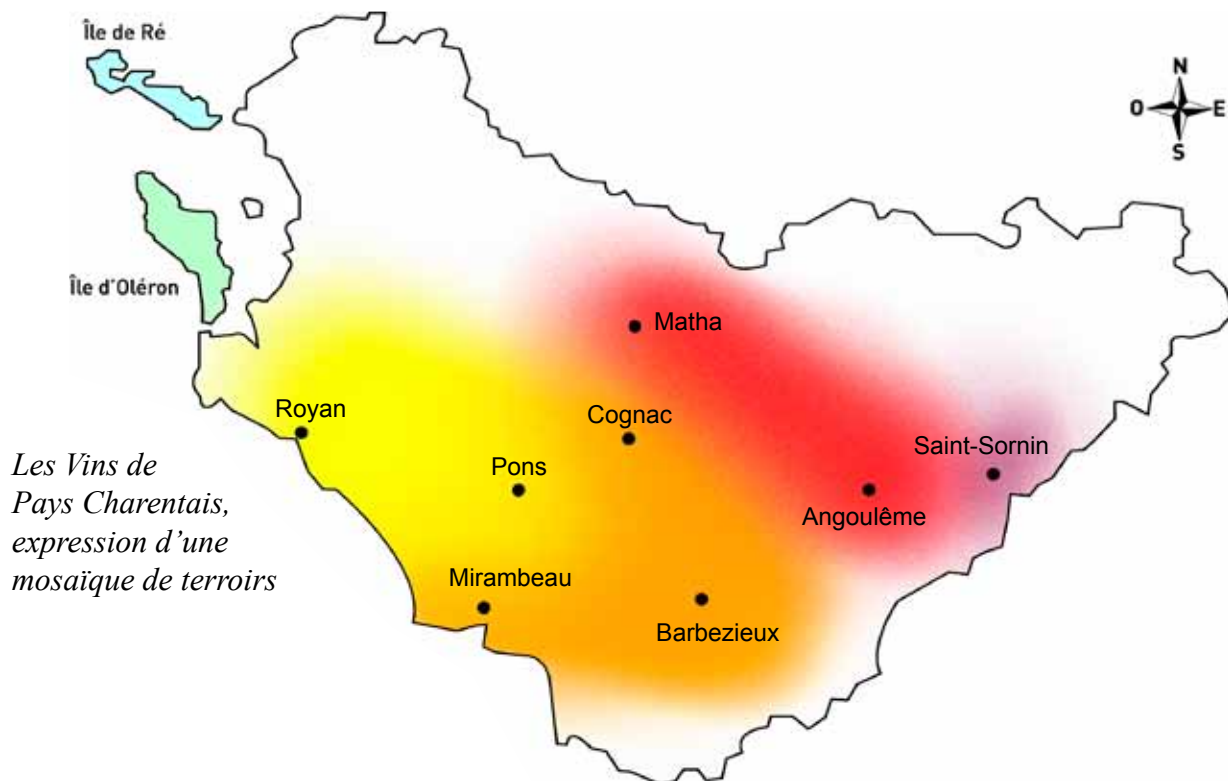 Île de Ré
N
O
E
S
Île d'Oléron
Matha
Royan
Cognac
Saint-Sornin
Pons
Angoulême
Les Vins de
Pays Charentais,
expression d'une
mosaïque de terroirs
Mirambeau
Barbezieux